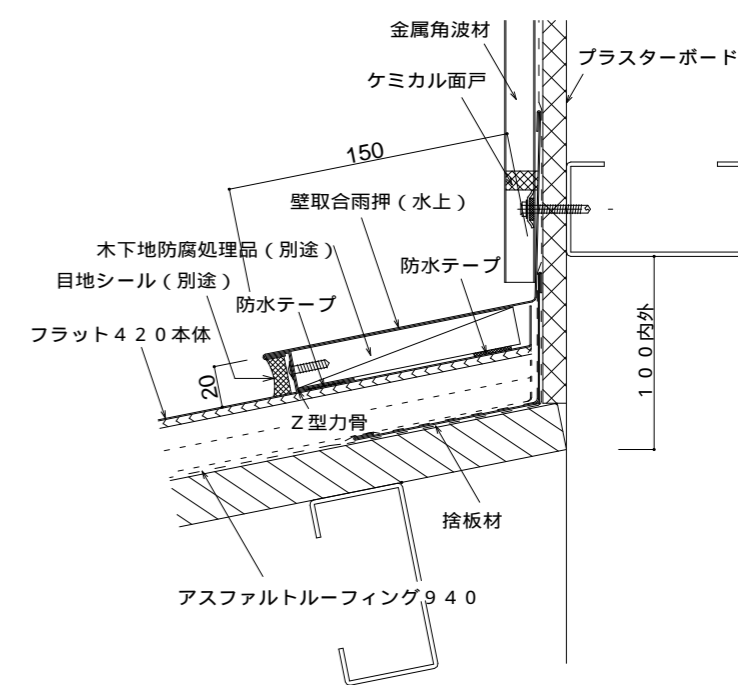 金属角波材
プラスターボード
ケミカル面戸
150
壁取合雨押（水上）
木下地防腐処理品（別途）
防水テープ
目地シール（別途）
防水テープ
フラット４２０本体
１００内外
20
Ｚ型力骨
捨板材
アスファルトルーフィング９４０